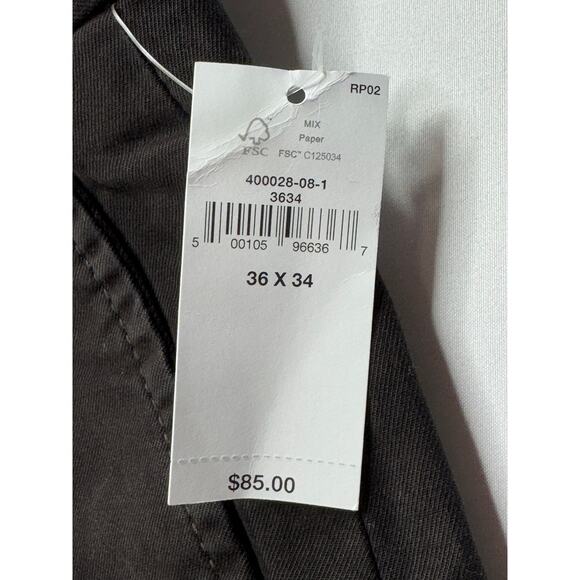 RP02
MIX
Paper
FSC FSC™ C125034
400028-08-1
3634
5 00105 96636 7
36 X 34
$85.00